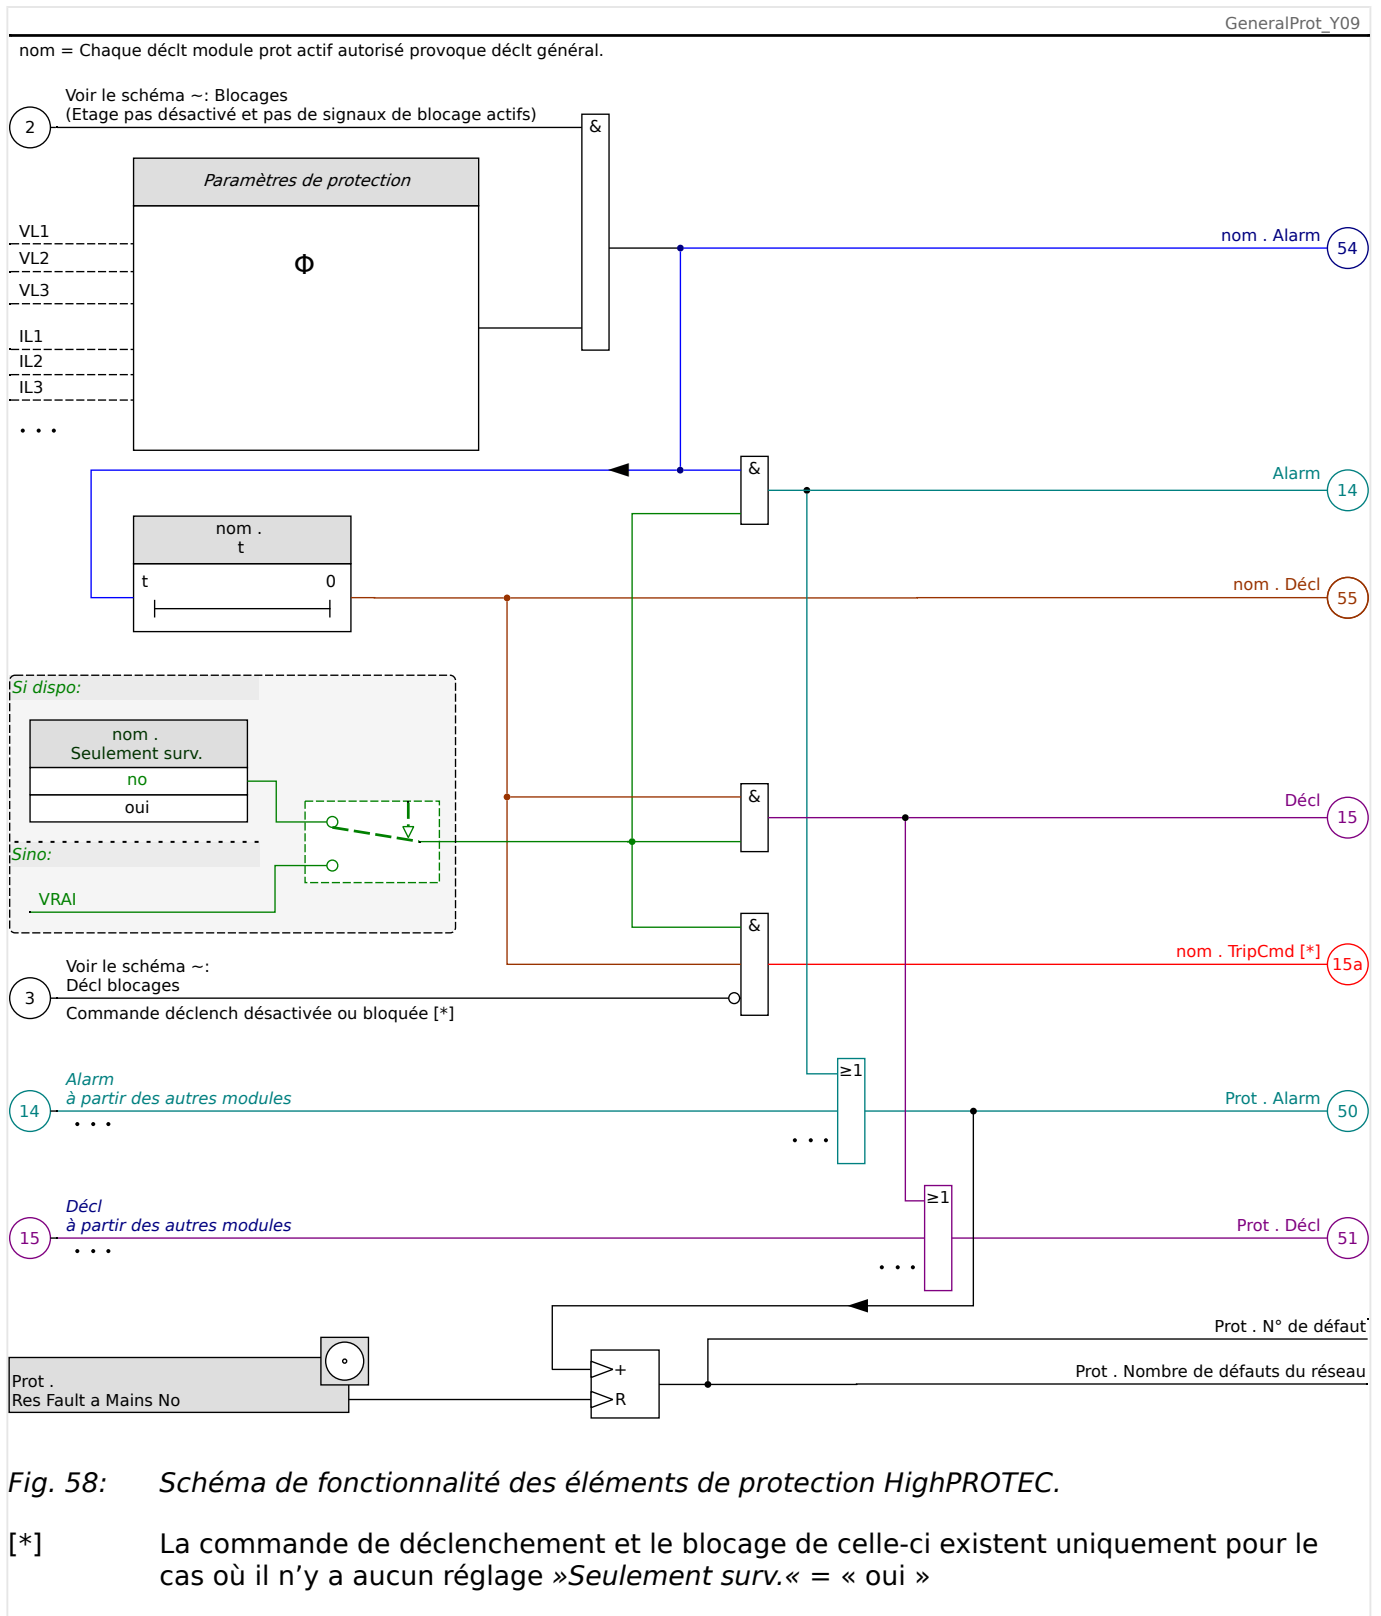 GeneralProt_Y09
nom = Chaque déclt module prot actif autorisé provoque déclt général.
Voir le schéma ~: Blocages
(Etage pas désactivé et pas de signaux de blocage actifs)
2
&
Paramètres de protection
Φ
VL1
VL2
VL3
IL1
IL2
IL3
. . .
nom . Alarm
54
&
Alarm
14
nom .
t
t
0
nom . Décl
55
Si dispo:
nom .
Seulement surv.
no
oui
Sino:
VRAI
&
Décl
15
&
nom . TripCmd [*]
15a
Voir le schéma ~:
Décl blocages
3
Commande déclench désactivée ou bloquée [*]
≥1
Alarm
à partir des autres modules
14
. . .
. . .
Prot . Alarm
50
≥1
Décl
à partir des autres modules
15
. . .
. . .
Prot . Décl
51
Prot . N° de défaut
Prot . Nombre de défauts du réseau
+
R
Prot .
Res Fault a Mains No
Fig. 58: Schéma de fonctionnalité des éléments de protection HighPROTEC.
[*] La commande de déclenchement et le blocage de celle-ci existent uniquement pour le
cas où il n’y a aucun réglage »Seulement surv.« = « oui »